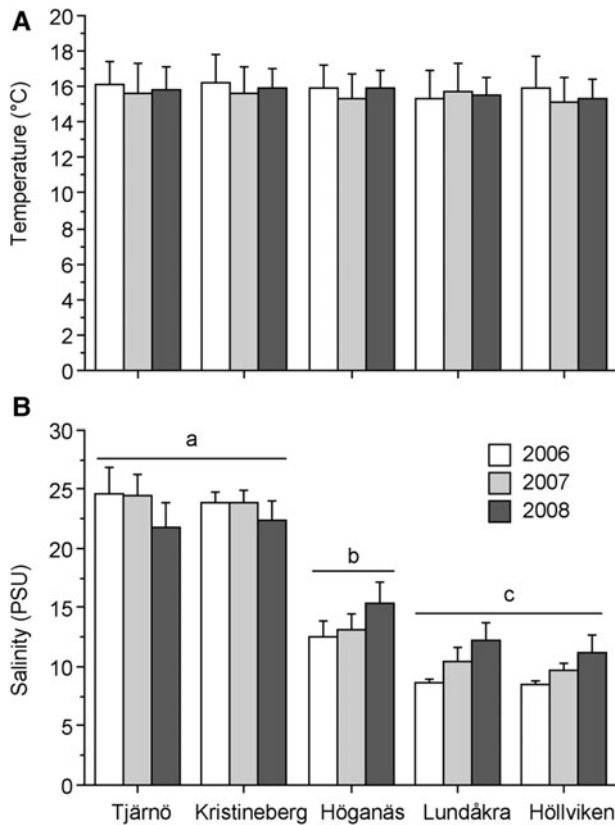 A
Temperature (°C)
20
18
16
14
12
10
8
6
4
2
0
B
Salinity (PSU)
30
25
20
15
10
5
0
a
b
c
2006
2007
2008
Tjärnö Kristineberg Höganäs Lundåkra Höllviken